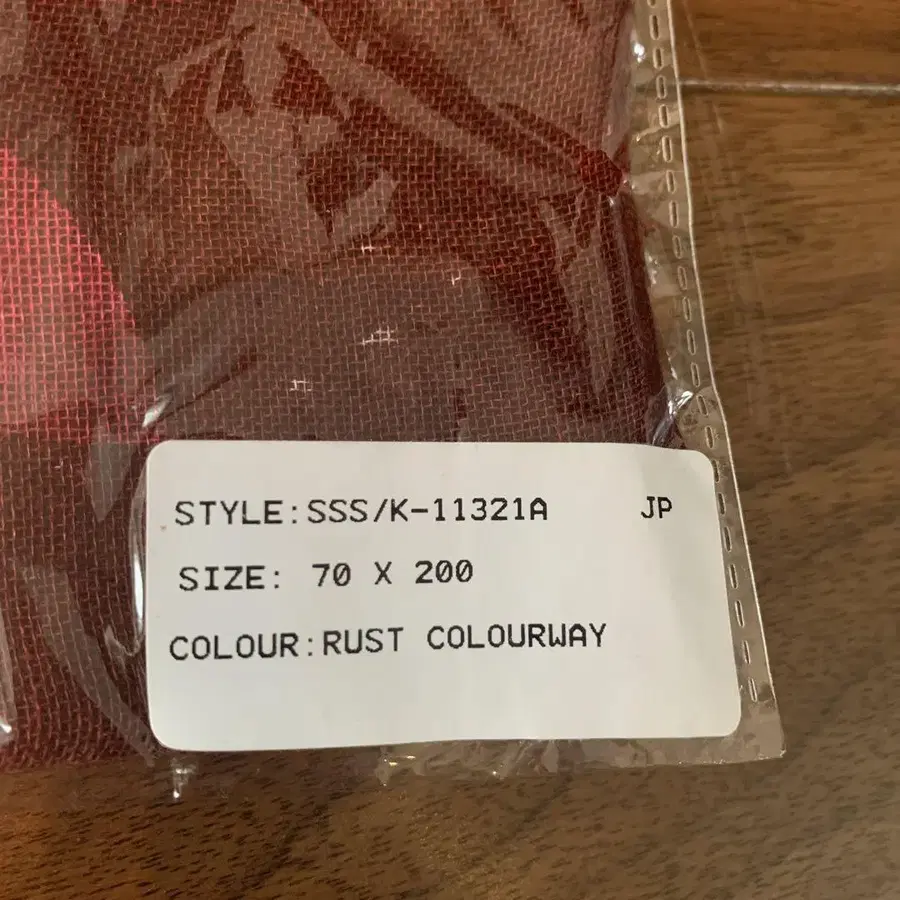 STYLE:SSS/K-11321A JP
SIZE: 70 X 200
COLOUR:RUST COLOURWAY